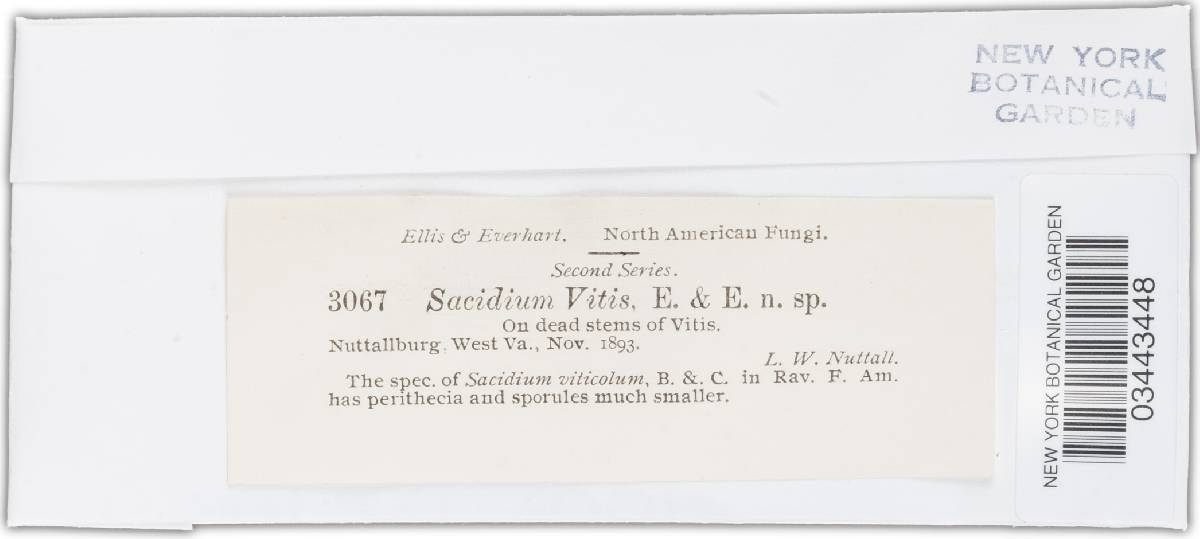 NEW YORK
BOTANICAL
GARDEN
Ellis & Everhart. North American Fungi.
Second Series.
3067 Sacidium Vitis, E. & E. n. sp.
On dead stems of Vitis.
Nuttallburg, West Va., Nov. 1893.
L. W. Nuttall.
The spec. of Sacidium viticolum, B. &. C. in Rav. F. Am.
has perithecia and sporules much smaller.
NEW YORK BOTANICAL GARDEN
03443448